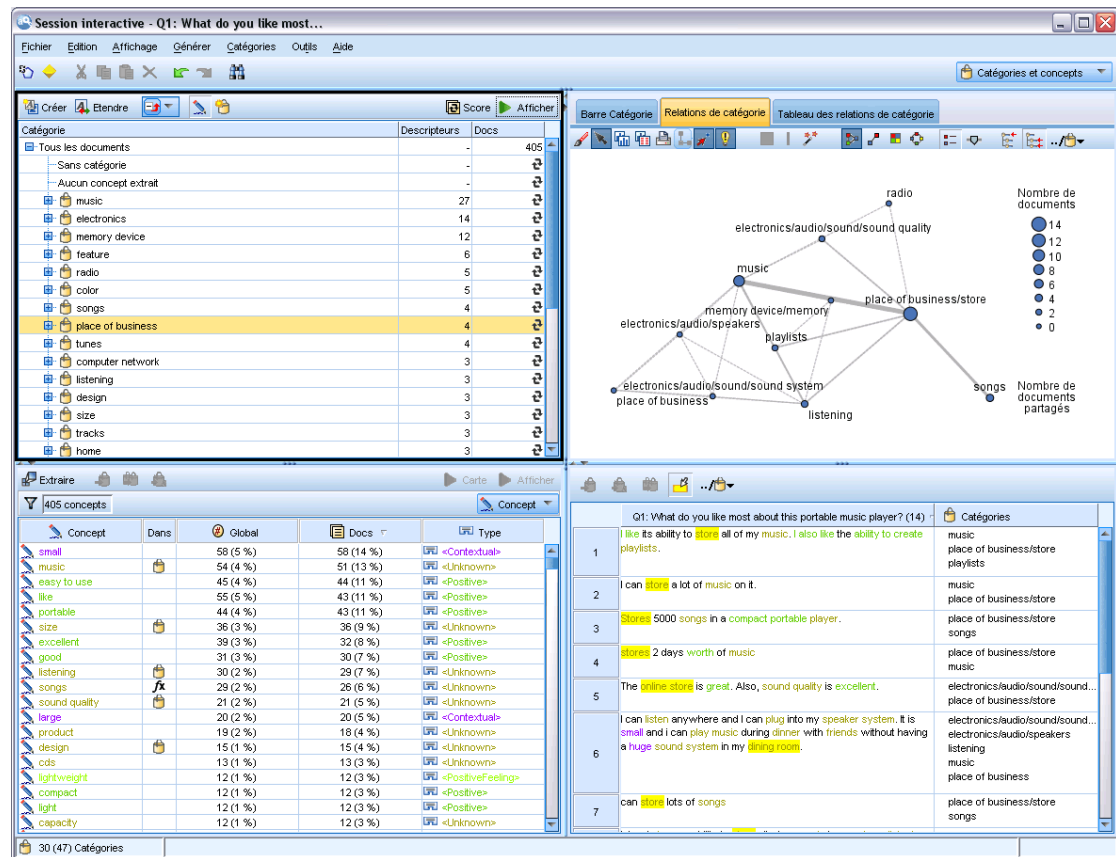 Session interactive - Q1: What do you like most...
Fichier Edition Affichage Générer Catégories Outils Aide
Catégories et concepts
Créer Etendre Score Afficher
Catégorie Descripteurs Docs
Tous les documents - 405
Sans catégorie -
Aucun concept extrait -
music 27
electronics 14
memory device 12
feature 6
radio 5
color 5
songs 4
place of business 4
tunes 4
computer network 3
listening 3
design 3
size 3
tracks 3
home 3
Barre Catégorie Relations de catégorie Tableau des relations de catégorie
../
radio
electronics/audio/sound/sound quality
music
place of business/store
memory device/memory
electronics/audio/speakers
playlists
electronics/audio/sound/sound system
place of business
listening
songs
Nombre de
documents
14
12
10
8
6
4
2
0
Nombre de
documents
partagés
Extraire Carte Afficher
405 concepts Concept
Concept Dans Global Docs Type
small 58 (5 %) 58 (14 %) <Contextual>
music 54 (4 %) 51 (13 %) <Unknown>
easy to use 45 (4 %) 44 (11 %) <Positive>
like 55 (5 %) 43 (11 %) <Positive>
portable 44 (4 %) 43 (11 %) <Positive>
size 36 (3 %) 36 (9 %) <Unknown>
excellent 39 (3 %) 32 (8 %) <Positive>
good 31 (3 %) 30 (7 %) <Positive>
listening 30 (2 %) 29 (7 %) <Unknown>
songs fx 29 (2 %) 26 (6 %) <Unknown>
sound quality 21 (2 %) 21 (5 %) <Unknown>
large 20 (2 %) 20 (5 %) <Contextual>
product 19 (2 %) 18 (4 %) <Unknown>
design 15 (1 %) 15 (4 %) <Unknown>
cds 13 (1 %) 13 (3 %) <Unknown>
lightweight 12 (1 %) 12 (3 %) <PositiveFeeling>
compact 12 (1 %) 12 (3 %) <Positive>
light 12 (1 %) 12 (3 %) <Positive>
capacity 12 (1 %) 12 (3 %) <Unknown>
../
Q1: What do you like most about this portable music player? (14) Catégories
1
I like its ability to store all of my music. I also like the ability to create
playlists.
music
place of business/store
playlists
2
I can store a lot of music on it.
music
place of business/store
3
Stores 5000 songs in a compact portable player.
place of business/store
songs
4
stores 2 days worth of music
place of business/store
music
5
The online store is great. Also, sound quality is excellent.
electronics/audio/sound/sound...
place of business/store
6
I can listen anywhere and I can plug into my speaker system. It is
small and i can play music during dinner with friends without having
a huge sound system in my dining room.
electronics/audio/sound/sound...
electronics/audio/speakers
listening
music
place of business
7
can store lots of songs
place of business/store
songs
30 (47) Catégories